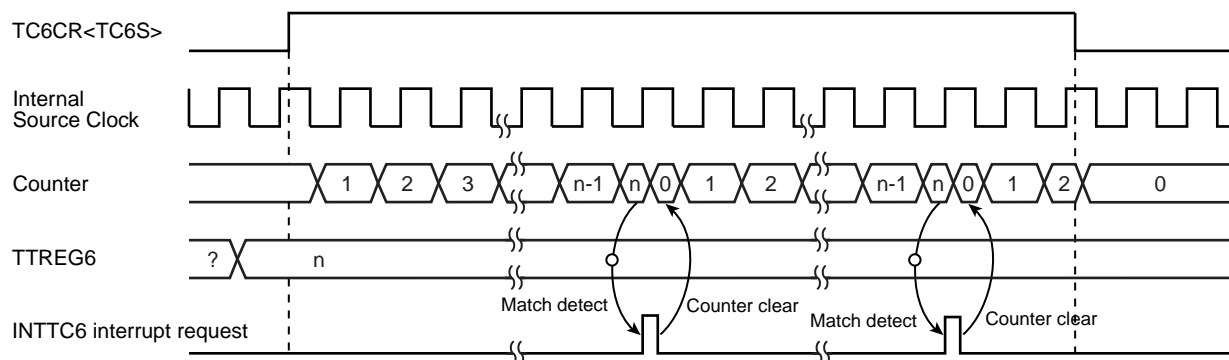 TC6CR<TC6S>
Internal
Source Clock
Counter
1 2 3 n-1 n 0 1 2 n-1 n 0 1 2 0
TTREG6
? n
Match detect Counter clear Match detect Counter clear
INTTC6 interrupt request